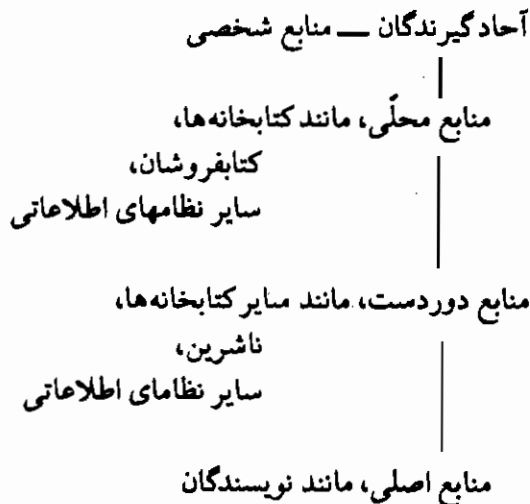 آحاد گیرندگان — منابع شخصی
منابع محلّی، مانند کتابخانه‌ها،
کتابفروشان،
سایر نظامهای اطلاعاتی
منابع دوردست، مانند سایر کتابخانه‌ها،
ناشرین،
سایر نظامای اطلاعاتی
منابع اصلی، مانند نویسندگان